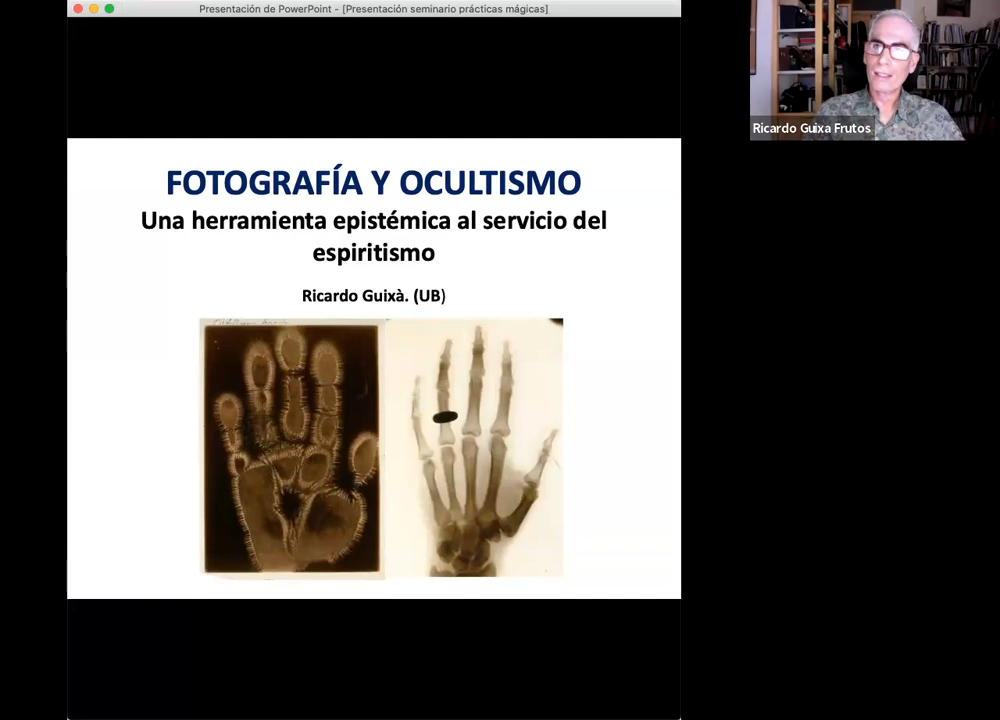 Presentación de PowerPoint - [Presentación seminario prácticas mágicas]
FOTOGRAFÍA Y OCULTISMO
Una herramienta epistémica al servicio del
espiritismo
Ricardo Guixà. (UB)
Ricardo Guixa Frutos